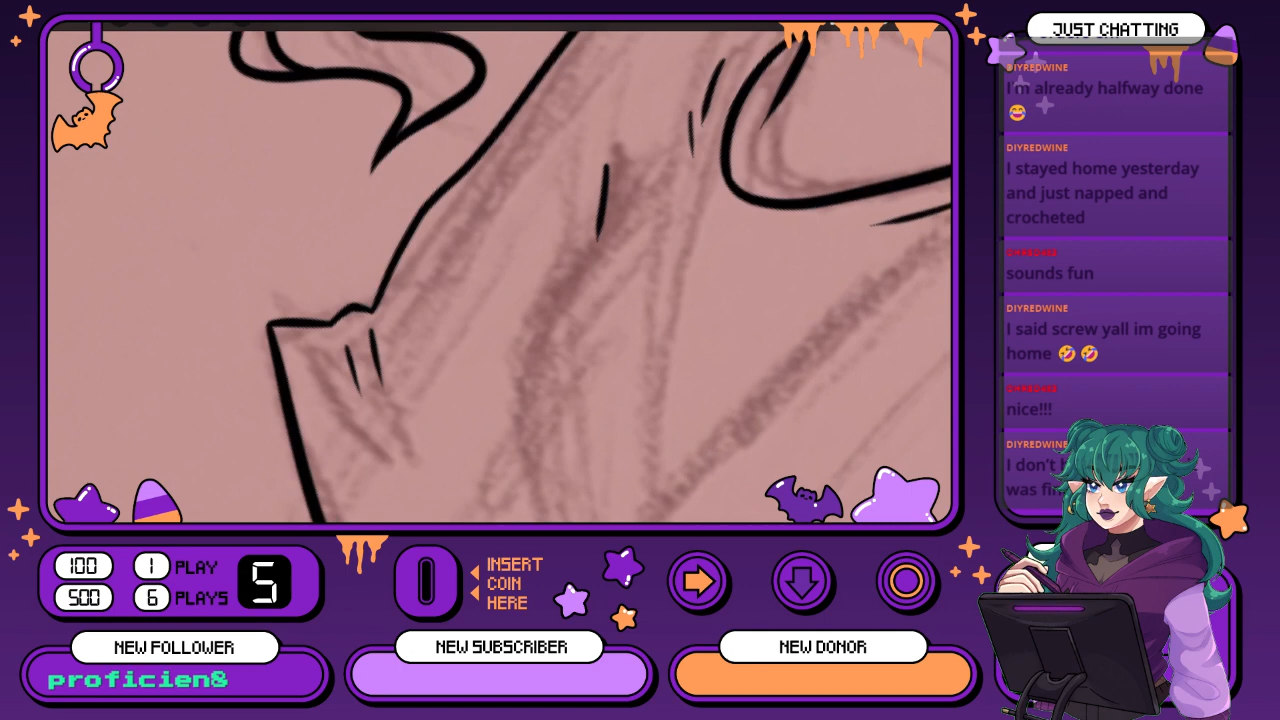 JUST CHATTING
DIYREDWINE
I'm already halfway done
😂
DIYREDWINE
I stayed home yesterday
and just napped and
crocheted
sounds fun
DIYREDWINE
I said screw yall im going
home 🤣 🤣
nice!!!
DIYREDWINE
I don't
was
100
1 PLAY
500
6 PLAYS
5
INSERT
COIN
HERE
NEW FOLLOWER
proficien8
NEW SUBSCRIBER
NEW DONOR